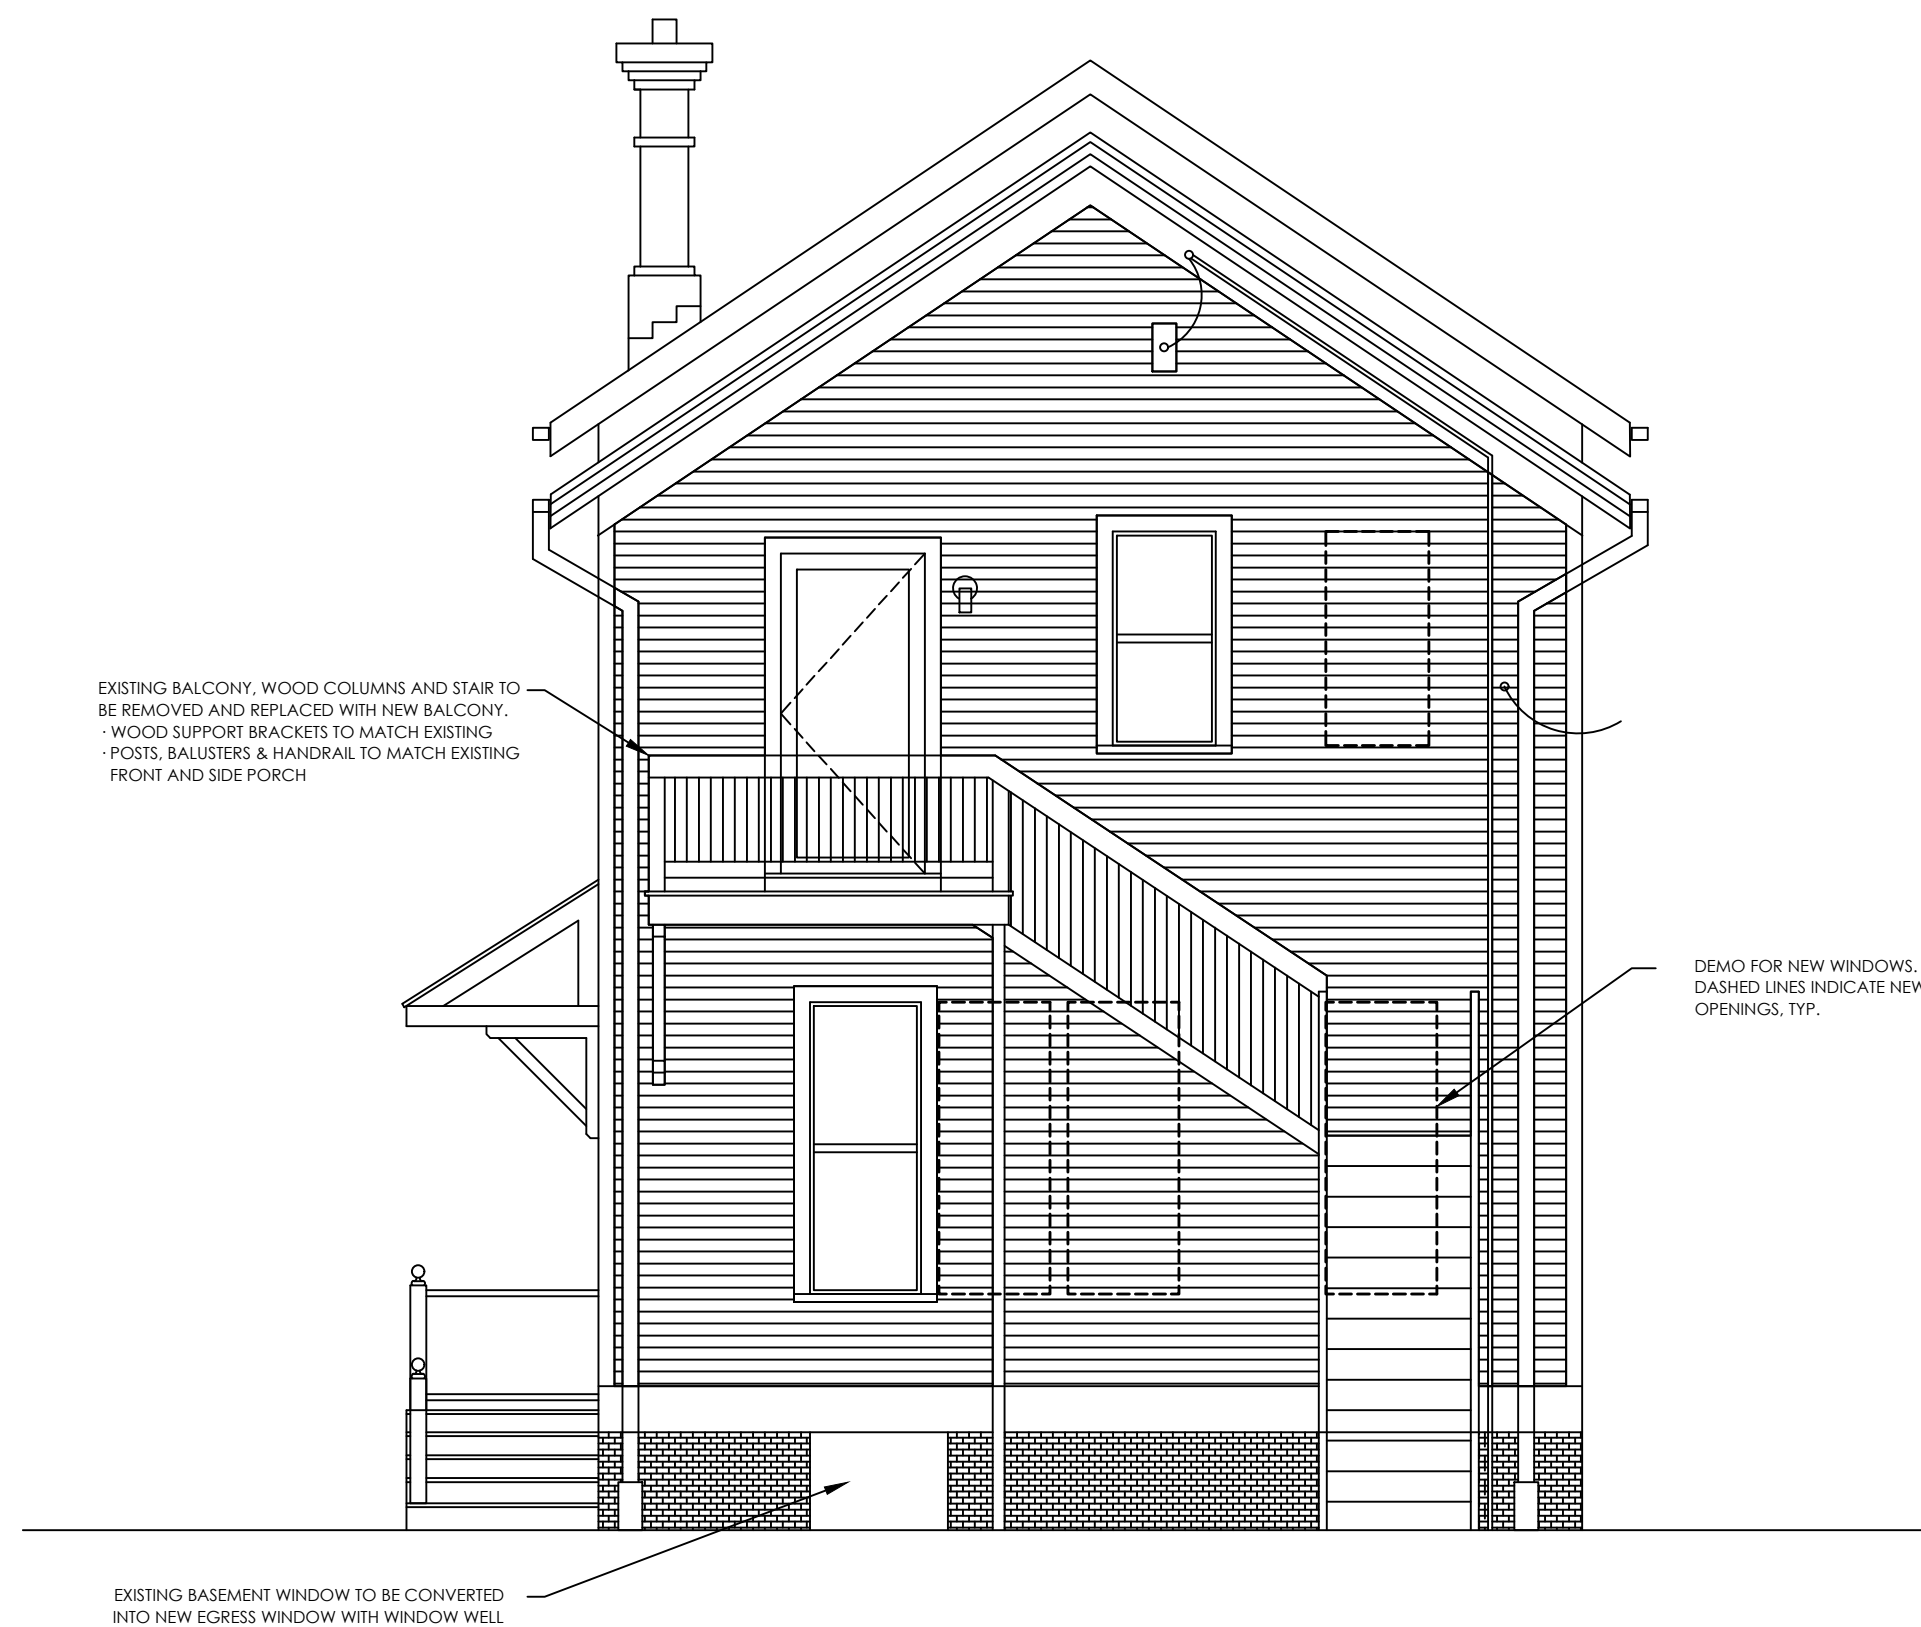 EXISTING BALCONY, WOOD COLUMNS AND STAIR TO
BE REMOVED AND REPLACED WITH NEW BALCONY.
· WOOD SUPPORT BRACKETS TO MATCH EXISTING
· POSTS, BALUSTERS & HANDRAIL TO MATCH EXISTING
FRONT AND SIDE PORCH
DEMO FOR NEW WINDOWS.
DASHED LINES INDICATE NEW
OPENINGS, TYP.
EXISTING BASEMENT WINDOW TO BE CONVERTED
INTO NEW EGRESS WINDOW WITH WINDOW WELL